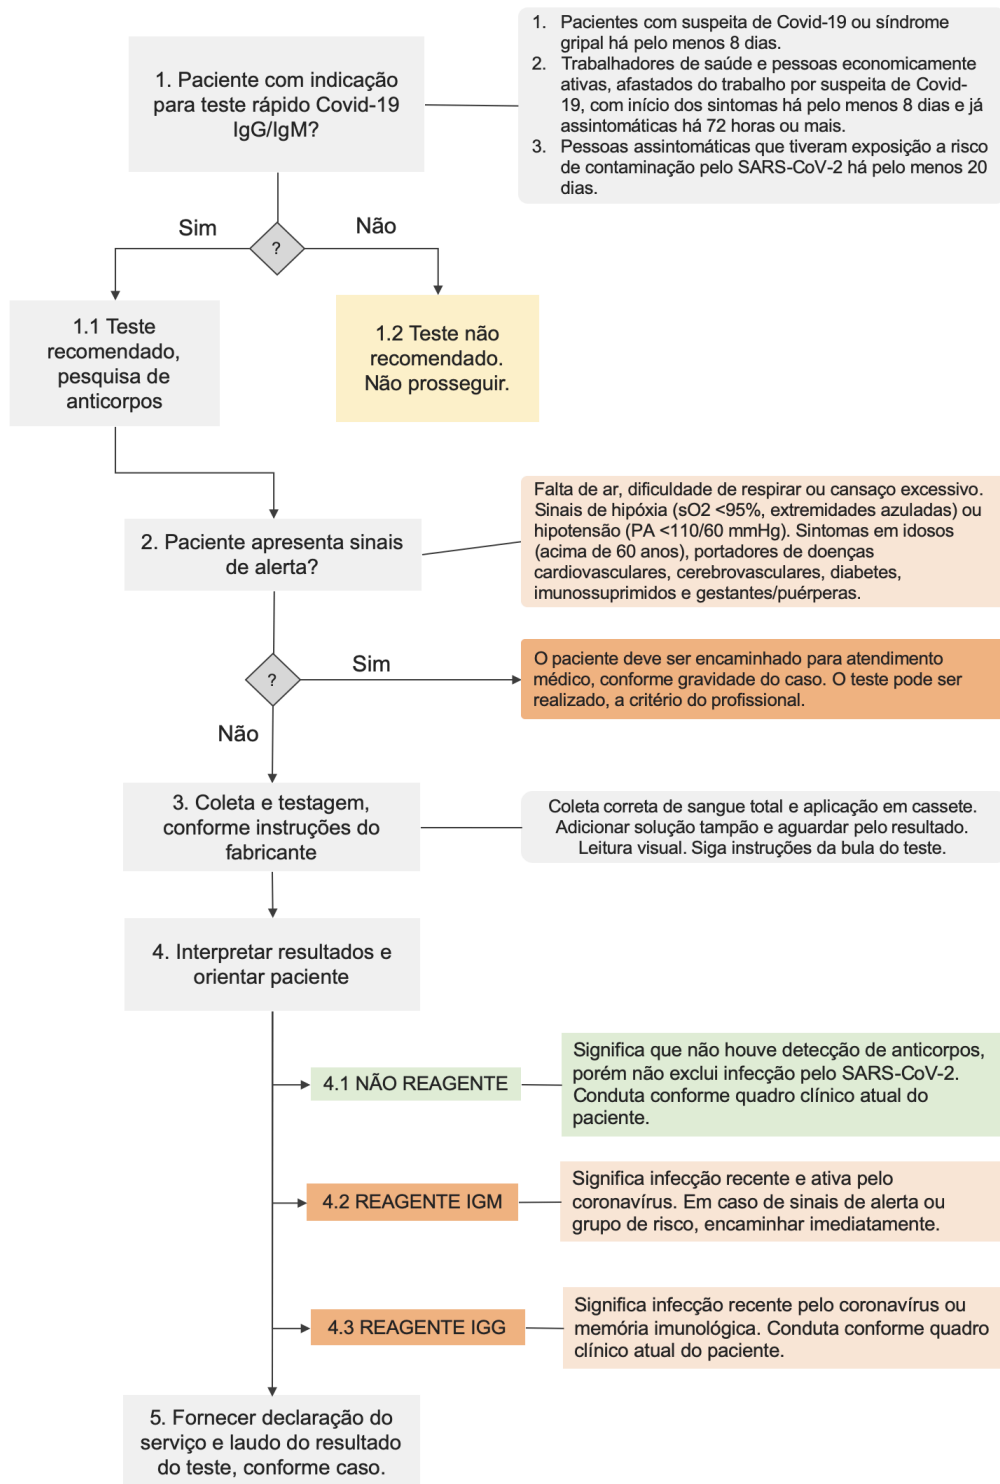 1. Paciente com indicação
para teste rápido Covid-19
IgG/IgM?
1. Pacientes com suspeita de Covid-19 ou síndrome
gripal há pelo menos 8 dias.
2. Trabalhadores de saúde e pessoas economicamente
ativas, afastados do trabalho por suspeita de Covid-
19, com início dos sintomas há pelo menos 8 dias e já
assintomáticas há 72 horas ou mais.
3. Pessoas assintomáticas que tiveram exposição a risco
de contaminação pelo SARS-CoV-2 há pelo menos 20
dias.
Sim
?
Não
1.1 Teste
recomendado,
pesquisa de
anticorpos
1.2 Teste não
recomendado.
Não prosseguir.
2. Paciente apresenta sinais
de alerta?
Falta de ar, dificuldade de respirar ou cansaço excessivo.
Sinais de hipóxia (sO2 <95%, extremidades azuladas) ou
hipotensão (PA <110/60 mmHg). Sintomas em idosos
(acima de 60 anos), portadores de doenças
cardiovasculares, cerebrovasculares, diabetes,
imunossuprimidos e gestantes/puérperas.
?
Sim
O paciente deve ser encaminhado para atendimento
médico, conforme gravidade do caso. O teste pode ser
realizado, a critério do profissional.
Não
3. Coleta e testagem,
conforme instruções do
fabricante
Coleta correta de sangue total e aplicação em cassete.
Adicionar solução tampão e aguardar pelo resultado.
Leitura visual. Siga instruções da bula do teste.
4. Interpretar resultados e
orientar paciente
4.1 NÃO REAGENTE
Significa que não houve detecção de anticorpos,
porém não exclui infecção pelo SARS-CoV-2.
Conduta conforme quadro clínico atual do
paciente.
4.2 REAGENTE IGM
Significa infecção recente e ativa pelo
coronavírus. Em caso de sinais de alerta ou
grupo de risco, encaminhar imediatamente.
4.3 REAGENTE IGG
Significa infecção recente pelo coronavírus ou
memória imunológica. Conduta conforme quadro
clínico atual do paciente.
5. Fornecer declaração do
serviço e laudo do resultado
do teste, conforme caso.